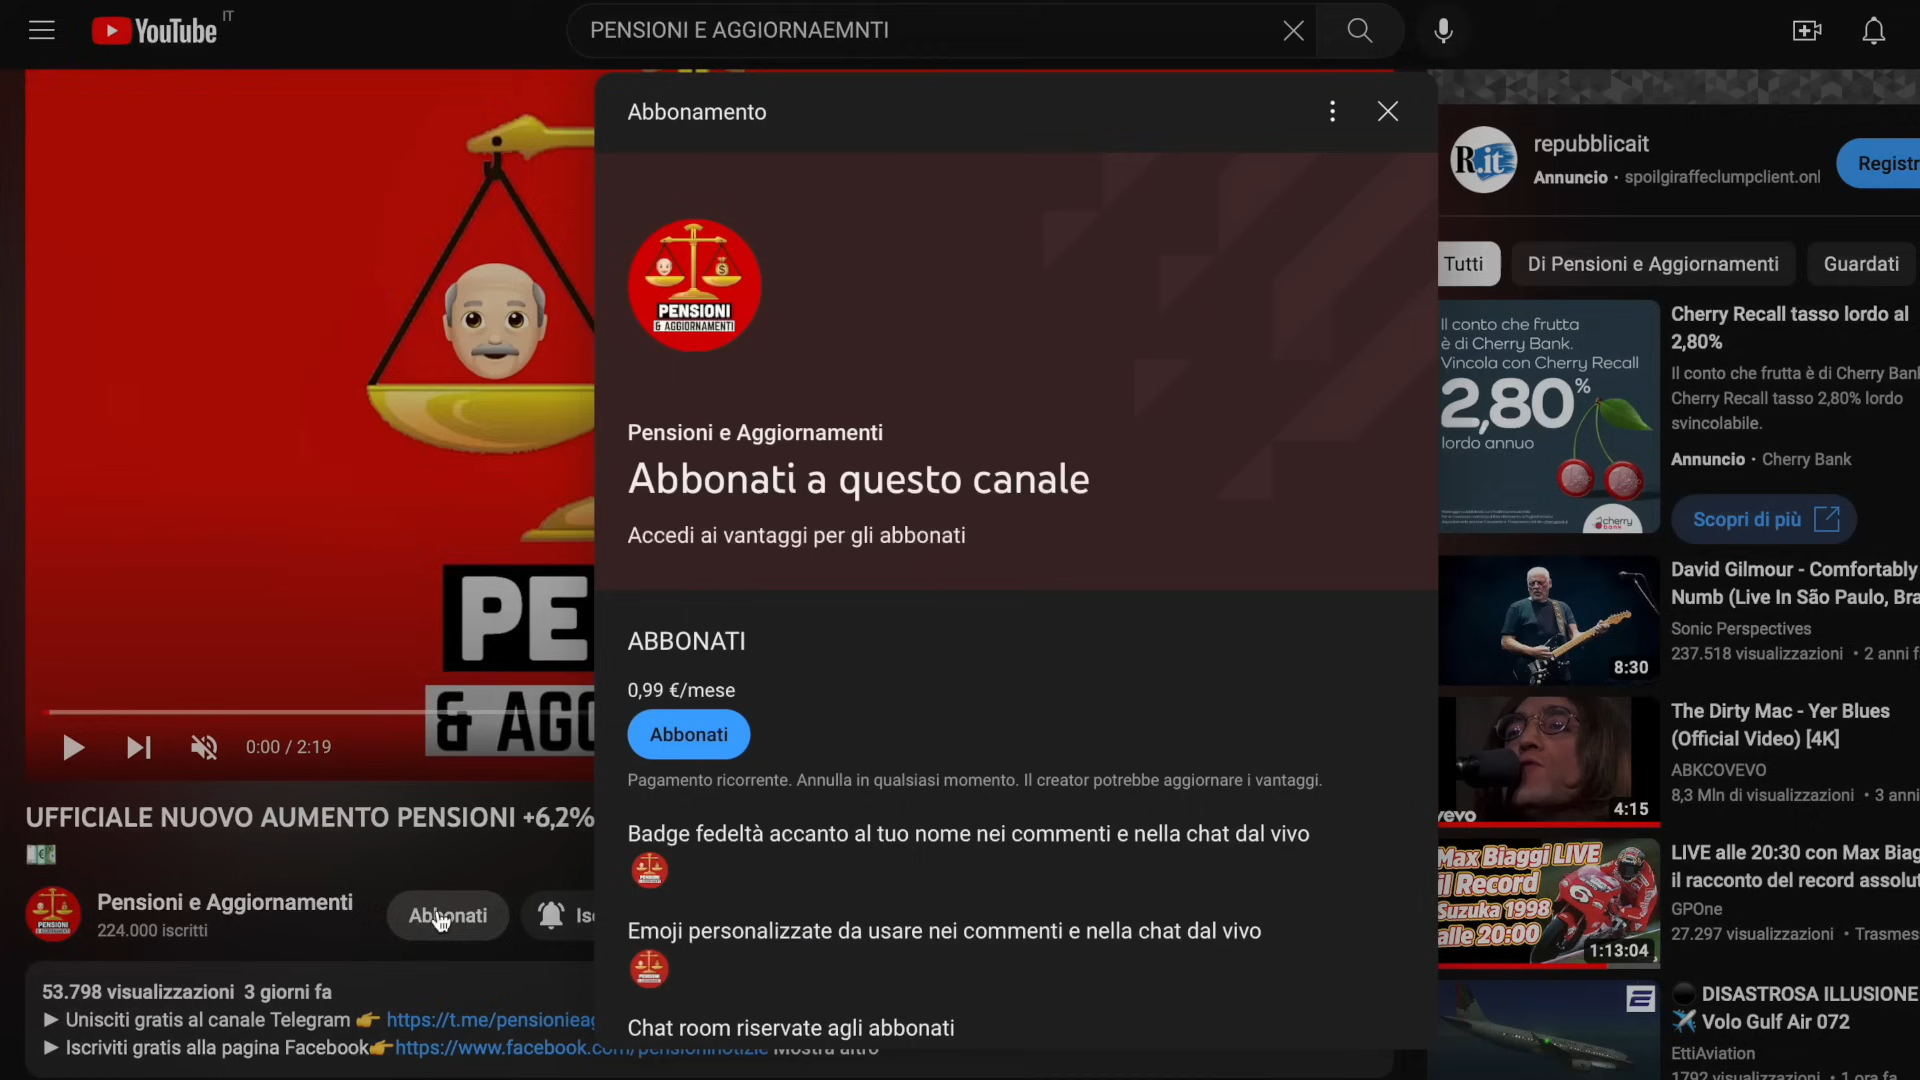 YouTube IT
PENSIONI E AGGIORNAEMNTI
PE
& AGG
0:00 / 2:19
UFFICIALE NUOVO AUMENTO PENSIONI +6,2%
Pensioni e Aggiornamenti
224.000 iscritti
Abbonati
53.798 visualizzazioni 3 giorni fa
▶ Unisciti gratis al canale Telegram 👉 https://t.me/pensioniea
▶ Iscriviti gratis alla pagina Facebook👉https://www.facebook.com/pensioninotizie Mostra altro
Abbonamento
PENSIONI
& AGGIORNAMENTI
Pensioni e Aggiornamenti
Abbonati a questo canale
Accedi ai vantaggi per gli abbonati
ABBONATI
0,99 €/mese
Abbonati
Pagamento ricorrente. Annulla in qualsiasi momento. Il creator potrebbe aggiornare i vantaggi.
Badge fedeltà accanto al tuo nome nei commenti e nella chat dal vivo
Emoji personalizzate da usare nei commenti e nella chat dal vivo
Chat room riservate agli abbonati
R.it
repubblicait
Annuncio · spoilgiraffeclumpclient.onl
Registr
Tutti
Di Pensioni e Aggiornamenti
Guardati
Il conto che frutta
è di Cherry Bank.
Vincola con Cherry Recall
2,80%
lordo annuo
cherry bank
Cherry Recall tasso lordo al
2,80%
Il conto che frutta è di Cherry Bank
Cherry Recall tasso 2,80% lordo
svincolabile.
Annuncio · Cherry Bank
Scopri di più
8:30
David Gilmour - Comfortably
Numb (Live In São Paulo, Bra
Sonic Perspectives
237.518 visualizzazioni • 2 anni f
vevo
4:15
The Dirty Mac - Yer Blues
(Official Video) [4K]
ABKCOVEVO
8,3 Mln di visualizzazioni • 3 anni
Max Biaggi LIVE
il Record
Suzuka 1998
alle 20:00
1:13:04
LIVE alle 20:30 con Max Biag
il racconto del record assolut
GPOne
27.297 visualizzazioni • Trasmes
DISASTROSA ILLUSIONE
Volo Gulf Air 072
EttiAviation
1792 visualizzazioni • 1 ora fa